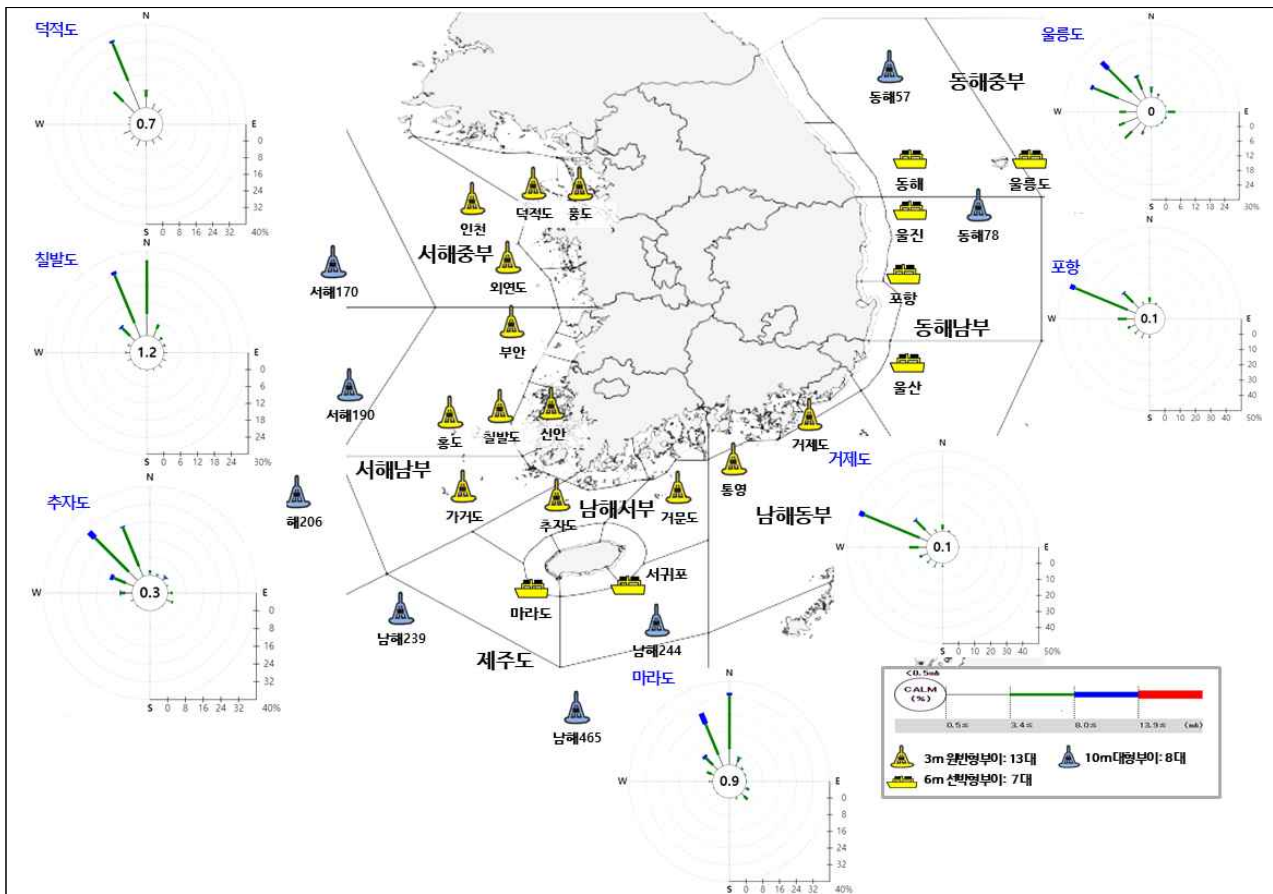 덕적도
N
W
E
S
0.7
0
8
16
24
32
0 8 16 24 32 40%
울릉도
N
W
E
S
0
0
6
12
18
24
0 6 12 18 24 30%
동해57
동해중부
동해
울릉도
울진
동해78
인천
덕적도
풍도
서해중부
외연도
서해170
칠발도
N
W
E
S
1.2
0
6
12
18
24
0 6 12 18 24 30%
포항
N
W
E
S
0.1
0
10
20
30
40
0 10 20 30 40 50%
포항
동해남부
부안
울산
서해190
홍도
칠발도
신안
거제도
통영
서해남부
해206
가거도
추자도
남해서부
거문도
남해동부
추자도
N
W
E
S
0.3
0
8
16
24
32
0 8 16 24 32 40%
거제도
N
W
E
S
0.1
0
10
20
30
40
0 10 20 30 40 50%
마라도
서귀포
남해239
남해244
제주도
남해465
마라도
N
W
E
S
0.9
0
8
16
24
32
0 8 16 24 32 40%
<0.5㎧
CALM
(%)
0.5≤ 3.4≤ 8.0≤ 13.9≤ (㎧)
3m 원반형부이: 13대
10m 대형부이: 8대
6m 선박형부이: 7대